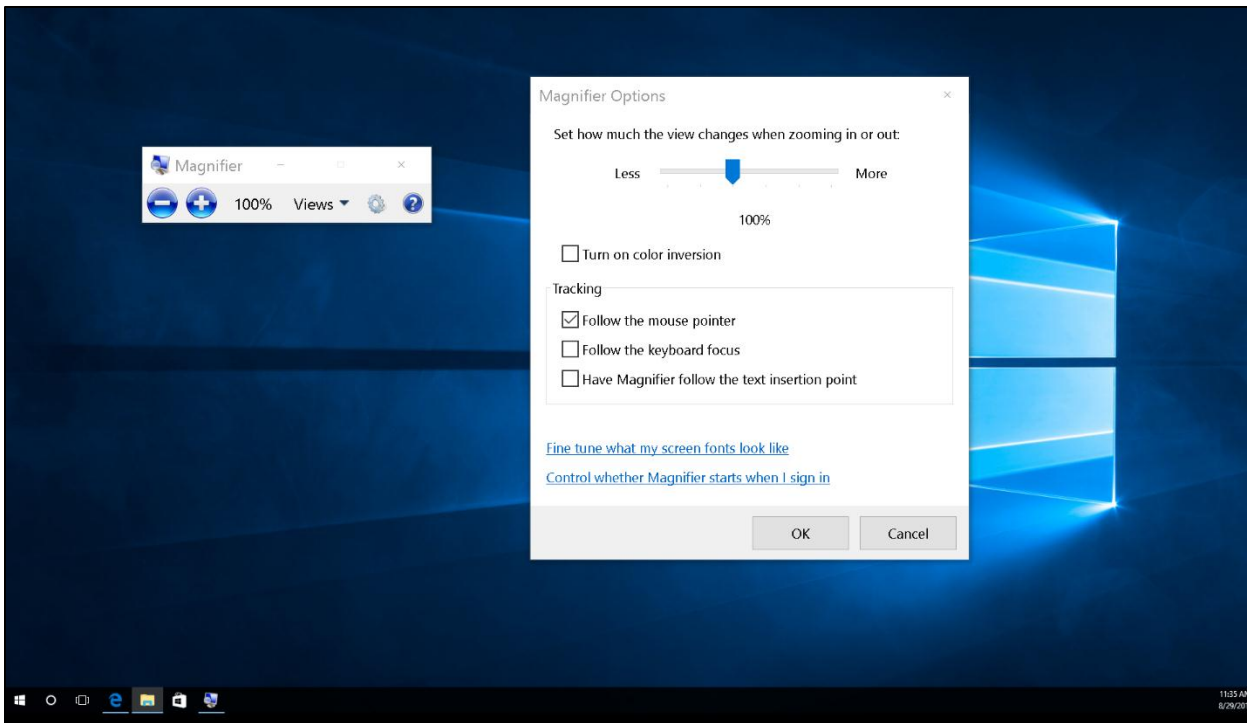 Magnifier
100% Views
Magnifier Options
Set how much the view changes when zooming in or out:
Less More
100%
Turn on color inversion
Tracking
Follow the mouse pointer
Follow the keyboard focus
Have Magnifier follow the text insertion point
Fine tune what my screen fonts look like
Control whether Magnifier starts when I sign in
OK Cancel
11:35 AM